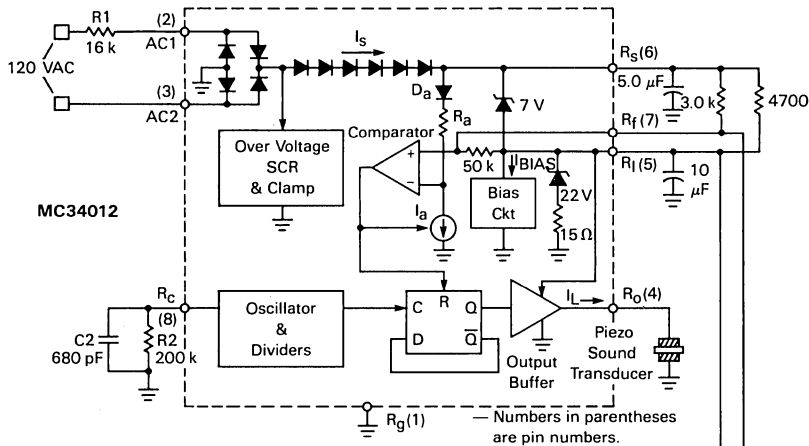 R1
16 k
(2)
AC1
120 VAC
(3)
AC2
Is
Da
Ra
7 V
Rs(6)
5.0 µF
3.0 k
4700
Rf(7)
Comparator
+
−
50 k
IBIAS
RI(5)
10
µF
Over Voltage
SCR
& Clamp
Bias
Ckt
22 V
15Ω
Ia
MC34012
Rc
(8)
C2
680 pF
R2
200 k
Oscillator
&
Dividers
R
C
Q
D
Q̅
IL
Ro(4)
Output
Buffer
Piezo
Sound
Transducer
Rg(1)
— Numbers in parentheses
are pin numbers.